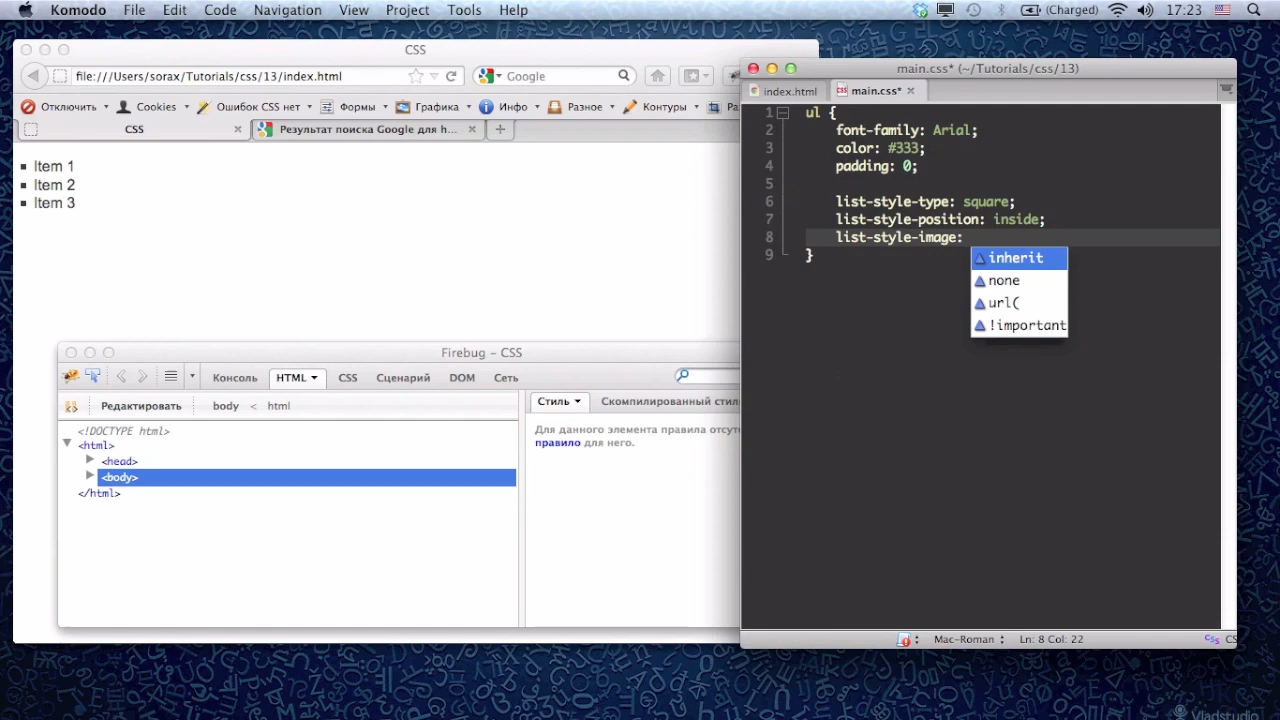 Komodo File Edit Code Navigation View Project Tools Help (Charged) 17:23
CSS
file:///Users/sorax/Tutorials/css/13/index.html Google
Отключить Cookies Ошибок CSS нет Формы Графика Инфо Разное Контуры
CSS Результат поиска Google для h...
Item 1
Item 2
Item 3
Firebug – CSS
Консоль HTML CSS Сценарий DOM Сеть
Редактировать body < html
<!DOCTYPE html>
<html>
<head>
<body>
</html>
Стиль Скомпилированный стил
Для данного элемента правила отсут
правило для него.
main.css* (~/Tutorials/css/13)
index.html main.css*
1 ul {
2 font-family: Arial;
3 color: #333;
4 padding: 0;
5
6 list-style-type: square;
7 list-style-position: inside;
8 list-style-image:
9 }
inherit
none
url(
!important
Mac-Roman Ln: 8 Col: 22 CS
Vladstudio